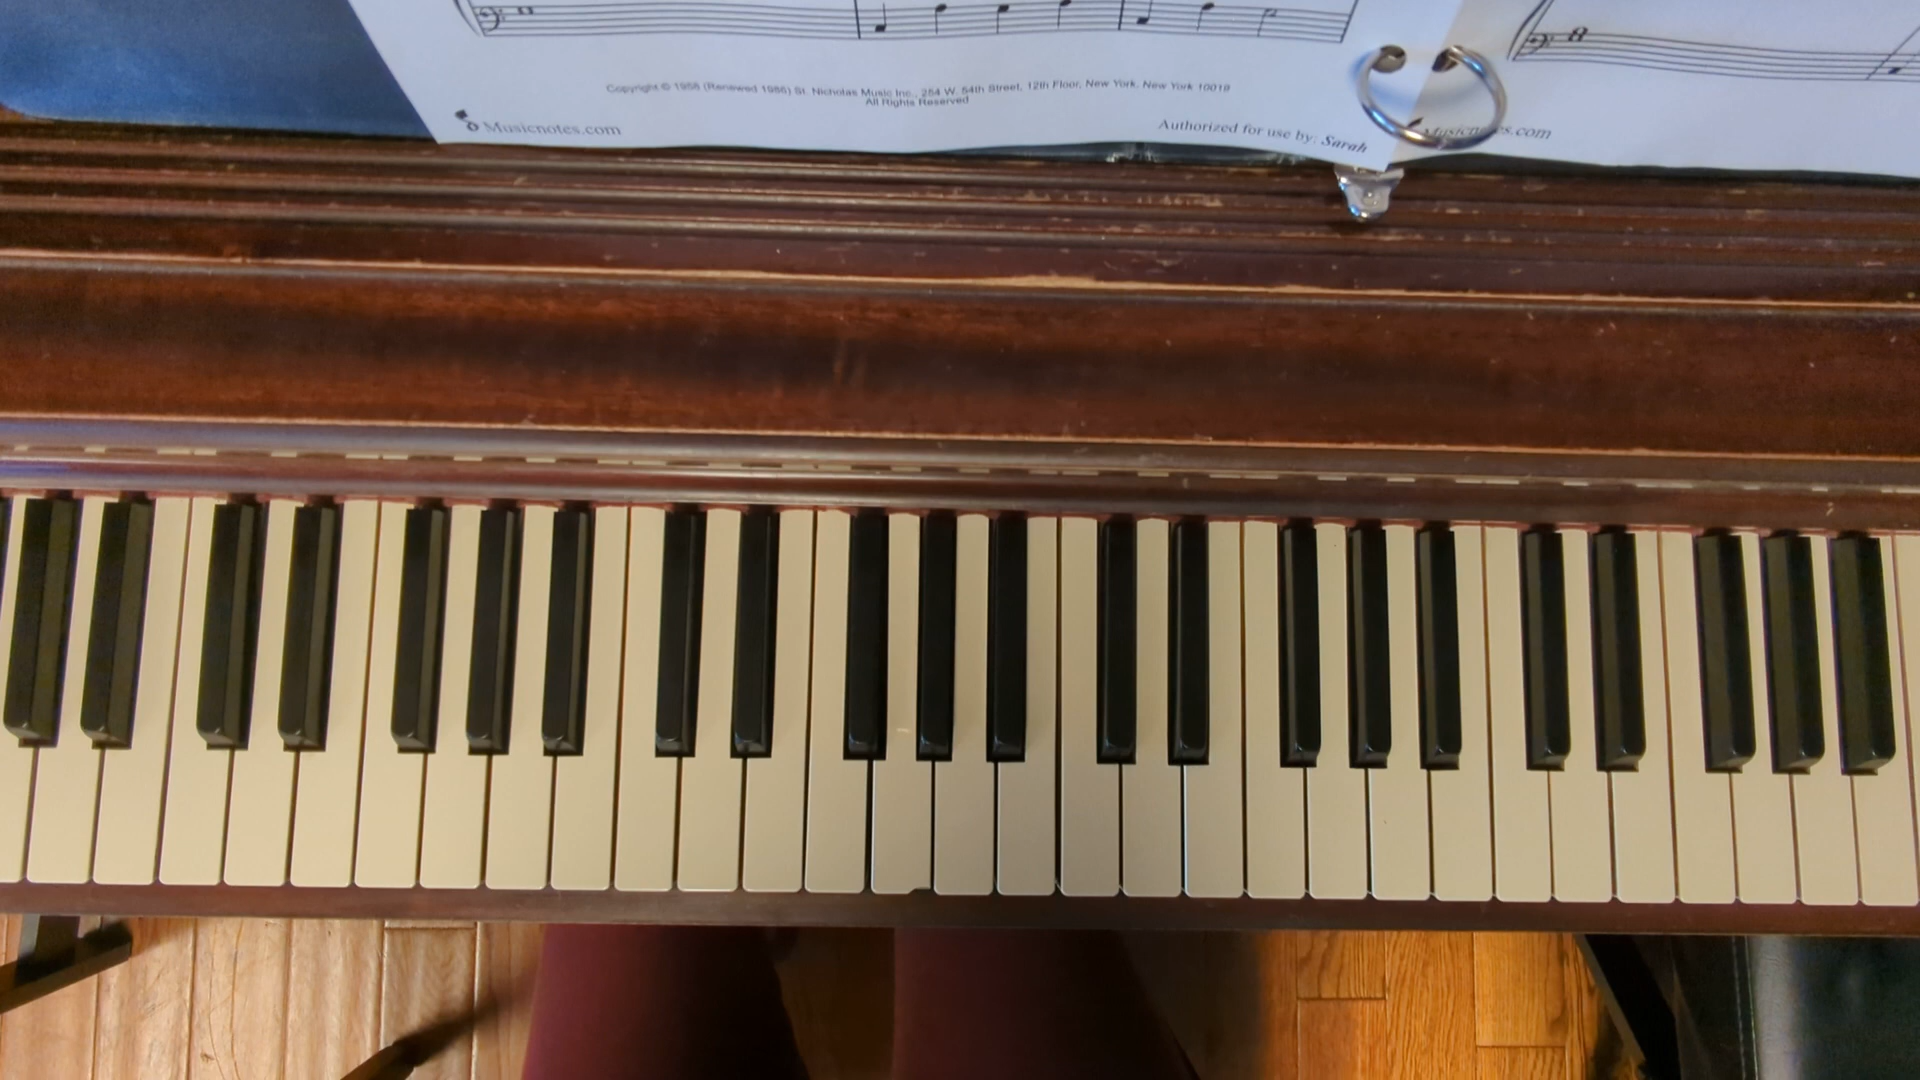 Copyright © 1958 (Renewed 1986) St. Nicholas Music Inc., 254 W. 54th Street, 12th Floor, New York, New York 10019
All Rights Reserved
Musicnotes.com
Authorized for use by: Sarah
Musicnotes.com